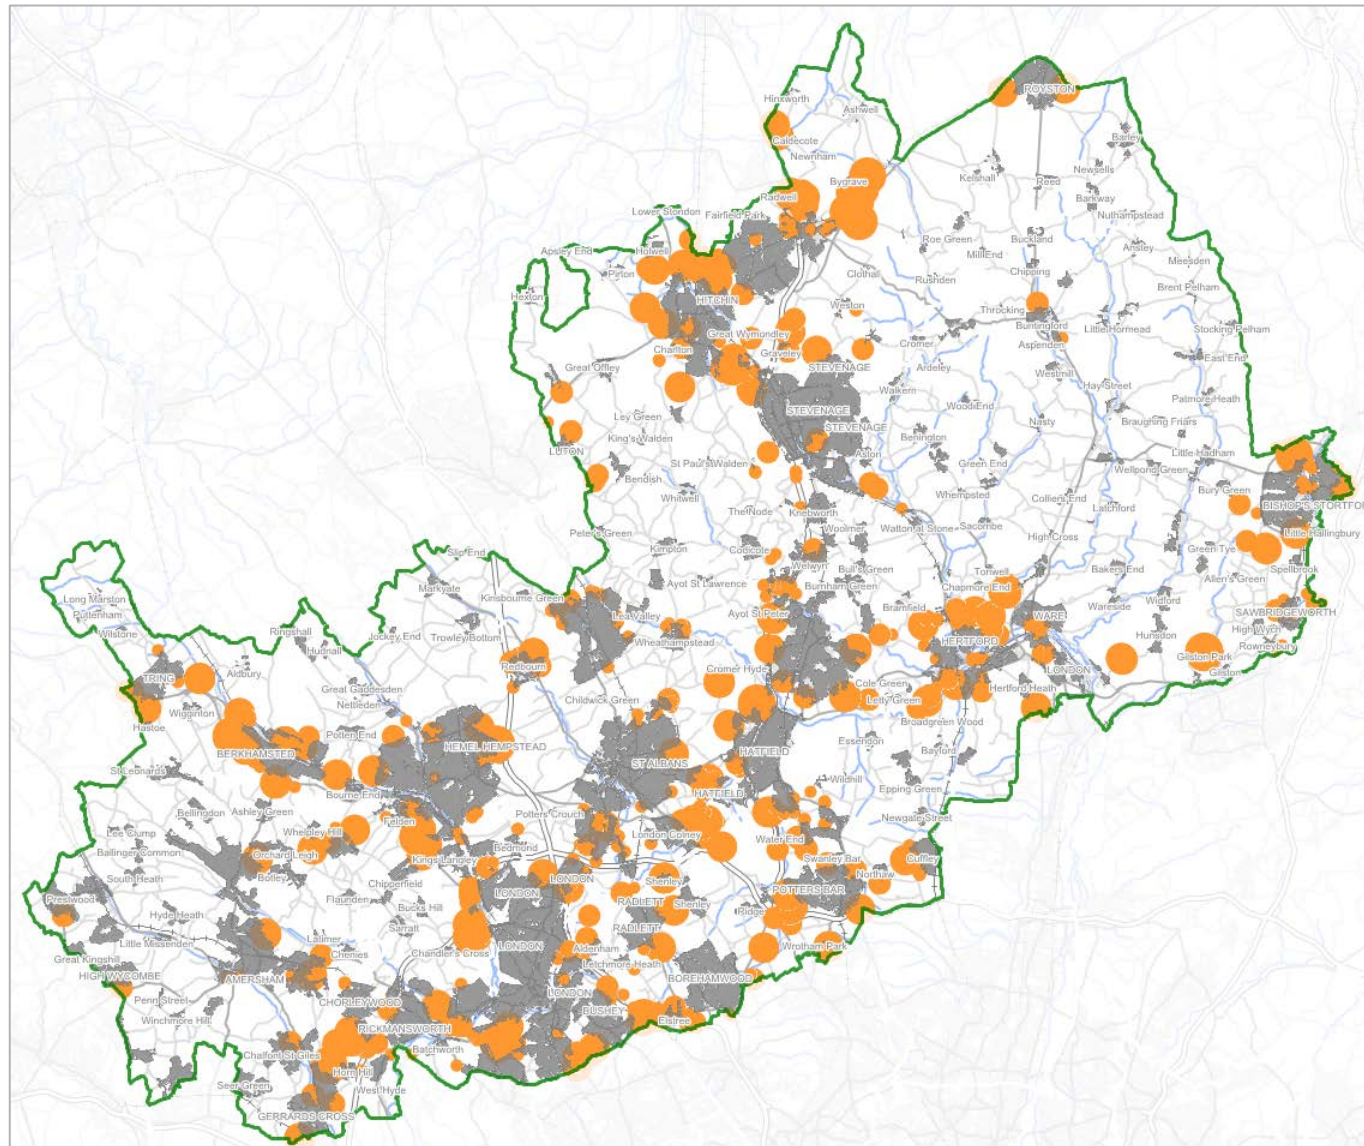 ROYSTON
Hinxworth
Ashwell
Caldecote
Newnham
Barley
Kelshall
Reed
Newsells
Barkway
Nuthampstead
Bygrave
Radwell
Lower Stondon
Fairfield Park
Roe Green
Buckland
Anstey
Mill End
Meesden
Apsley End
Holwell
Pirton
Clothall
Rushden
Chipping
Brent Pelham
Hexton
HITCHIN
Weston
Throcking
Buntingford
Little Hormead
Stocking Pelham
Great Wymondley
Charlton
Graveley
Cromer
Aspenden
East End
Great Offley
STEVENAGE
Ardeley
Westmill
Hay Street
Walkern
Patmore Heath
Ley Green
STEVENAGE
Wood End
Nasty
Braughing Friars
King's Walden
STEVENAGE
Benington
LUTON
St Paul's Walden
Aston
Green End
Little Hadham
Wellpond Green
Bendish
Whitwell
Whempsted
Colliers End
Bury Green
The Node
Knebworth
Latchford
BISHOP'S STORTFOR
Peter's Green
Woolmer
Watton at Stone
Sacombe
High Cross
Little Hallingbury
Slip End
Kimpton
Codicote
Green Tye
Welwyn
Bull's Green
Tonwell
Bakers End
Spellbrook
Markyate
Ayot St Lawrence
Burnham Green
Chapmore End
Allen's Green
Long Marston
Kinsbourne Green
Puttenham
Lea Valley
Ayot St Peter
Bramfield
WARE
Wareside
Widford
SAWBRIDGEWORTH
Wilstone
Ringshall
Jockey End
Trowley Bottom
Wheathampstead
HERTFORD
Hunsdon
High Wych
Hudnall
Redbourn
Rowneybury
Aldbury
Cromer Hyde
LONDON
Gilston Park
TRING
Great Gaddesden
Cole Green
Hertford Heath
Gilston
Wigginton
Nettleden
Childwick Green
Letty Green
Hastoe
Potten End
Broadgreen Wood
BERKHAMSTED
HEMEL HEMPSTEAD
HATFIELD
Essendon
Bayford
ST ALBANS
St Leonards
Bourne End
Wildhill
Epping Green
Bellingdon
Ashley Green
HATFIELD
Potters Crouch
Felden
Newgate Street
Lee Clump
Whelpley Hill
London Colney
Water End
Ballinger Common
Orchard Leigh
Bedmond
Kings Langley
Swanley Bar
Cuffley
South Heath
Botley
Chipperfield
LONDON
Shenley
Northaw
Prestwood
Flaunden
LONDON
POTTERS BAR
Bucks Hill
RADLETT
Shenley
Hyde Heath
Ridge
Sarratt
RADLETT
Little Missenden
Latimer
LONDON
Aldenham
Wrotham Park
Great Kingshill
Chenies
Chandler's Cross
Letchmore Heath
HIGH WYCOMBE
AMERSHAM
BOREHAMWOOD
Penn Street
CHORLEYWOOD
LONDON
BUSHEY
Winchmore Hill
RICKMANSWORTH
Elstree
Chalfont St Giles
Batchworth
Horn Hill
Seer Green
West Hyde
GERRARDS CROSS